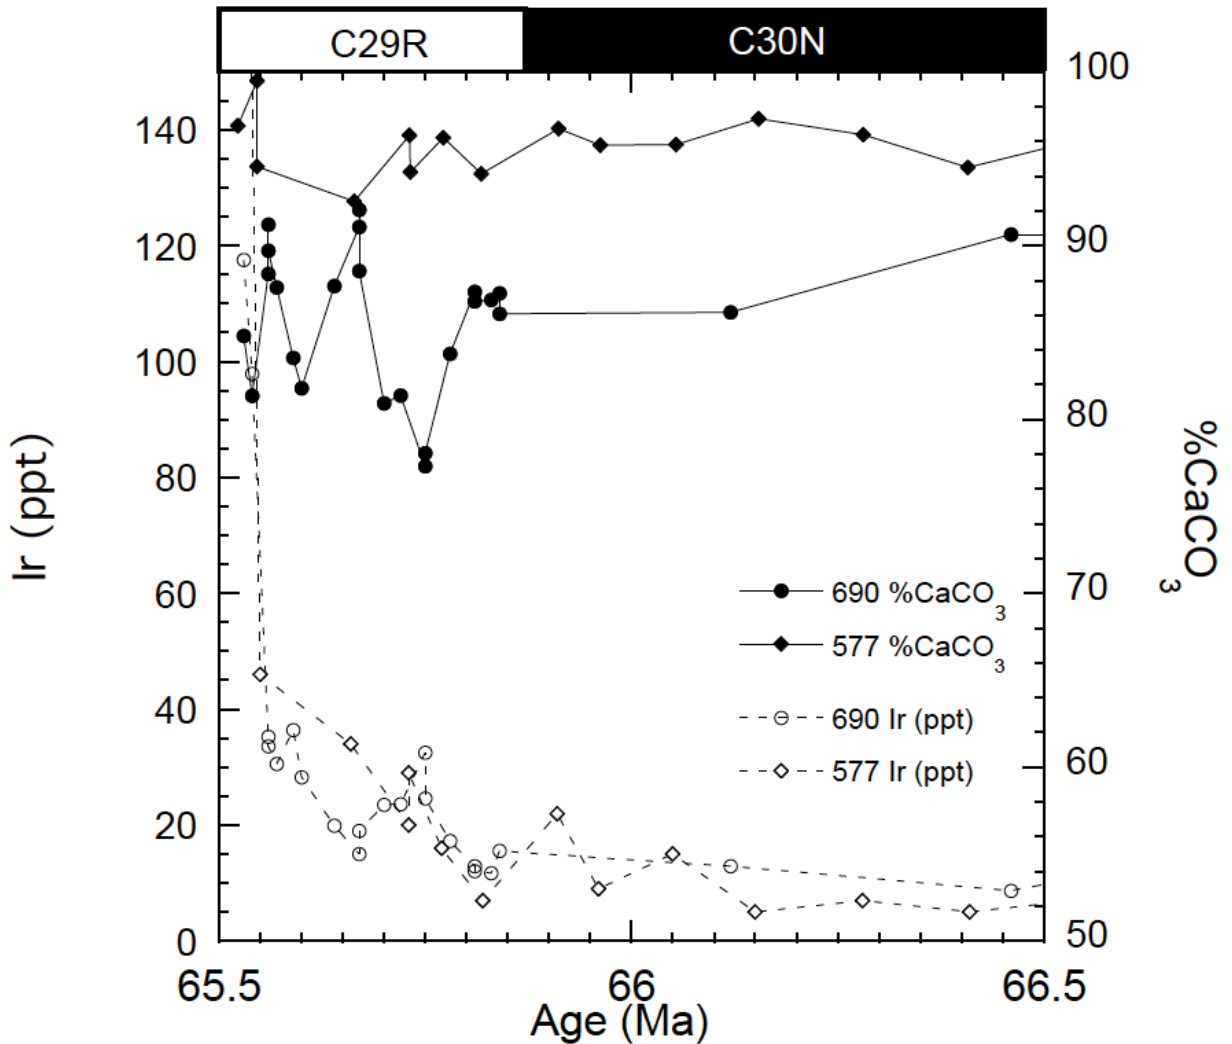 C29R C30N
140
120
100
80
60
40
20
0
Ir (ppt)
100
90
80
70
60
50
%CaCO3
690 %CaCO3
577 %CaCO3
690 Ir (ppt)
577 Ir (ppt)
65.5 66 66.5
Age (Ma)